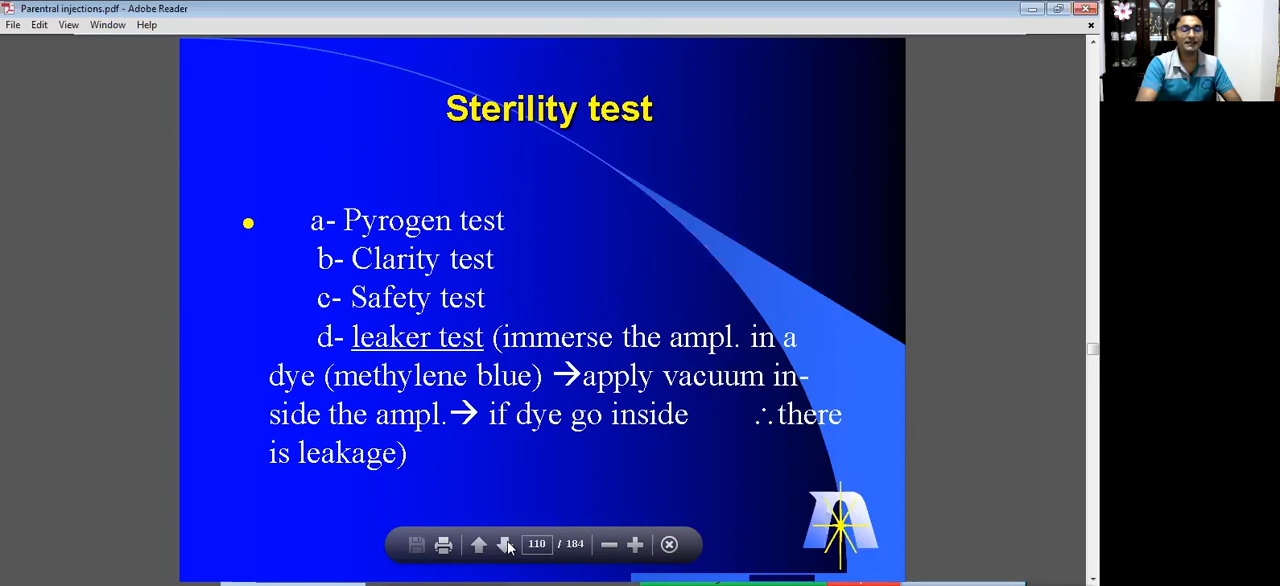 Parentral injections.pdf - Adobe Reader
File Edit View Window Help
Sterility test
• a- Pyrogen test
b- Clarity test
c- Safety test
d- leaker test (immerse the ampl. in a
dye (methylene blue) →apply vacuum in-
side the ampl.→ if dye go inside ∴there
is leakage)
110 / 184